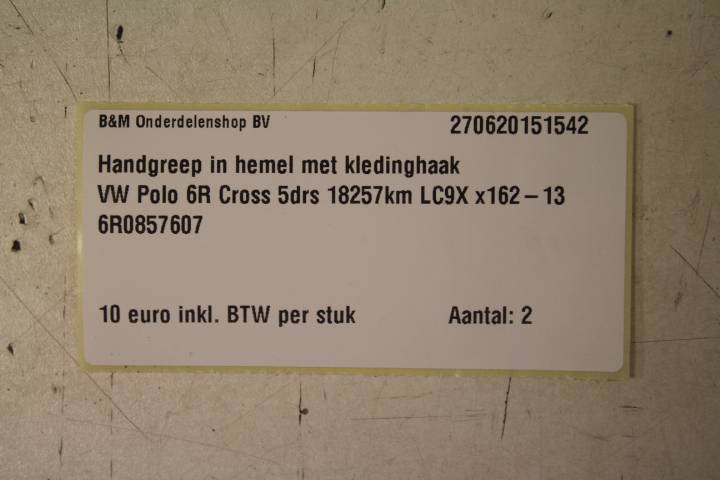 B&M Onderdelenshop BV 270620151542
Handgreep in hemel met kledinghaak
VW Polo 6R Cross 5drs 18257km LC9X x162-13
6R0857607
10 euro inkl. BTW per stuk Aantal: 2